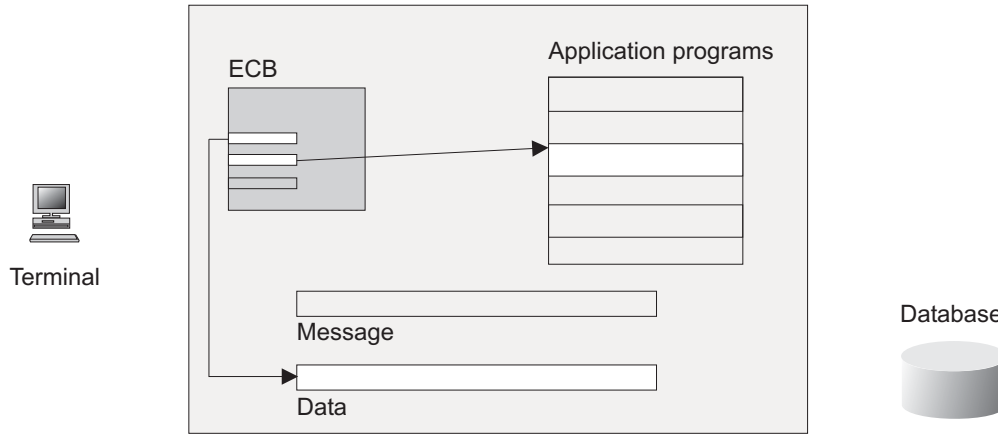 ECB
Application programs
Terminal
Message
Database
Data